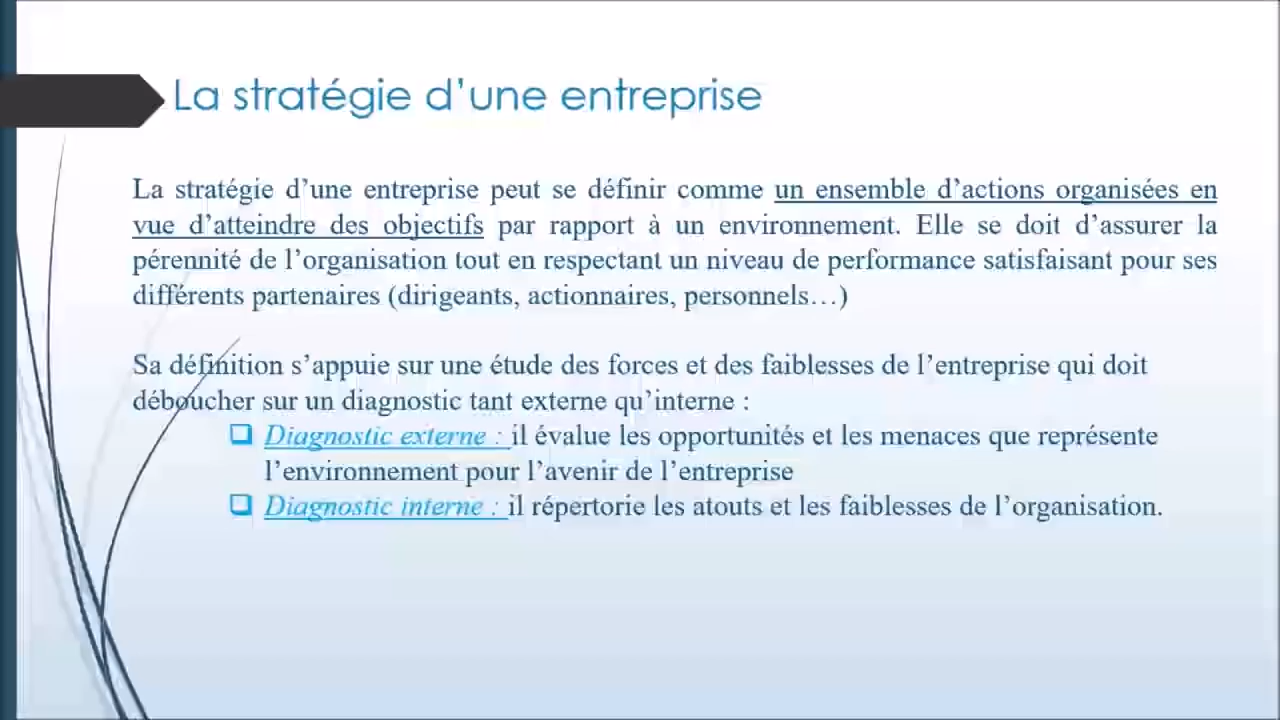 La stratégie d’une entreprise
La stratégie d’une entreprise peut se définir comme un ensemble d’actions organisées en
vue d’atteindre des objectifs par rapport à un environnement. Elle se doit d’assurer la
pérennité de l’organisation tout en respectant un niveau de performance satisfaisant pour ses
différents partenaires (dirigeants, actionnaires, personnels…)
Sa définition s’appuie sur une étude des forces et des faiblesses de l’entreprise qui doit
déboucher sur un diagnostic tant externe qu’interne :
❑ Diagnostic externe : il évalue les opportunités et les menaces que représente
l’environnement pour l’avenir de l’entreprise
❑ Diagnostic interne : il répertorie les atouts et les faiblesses de l’organisation.